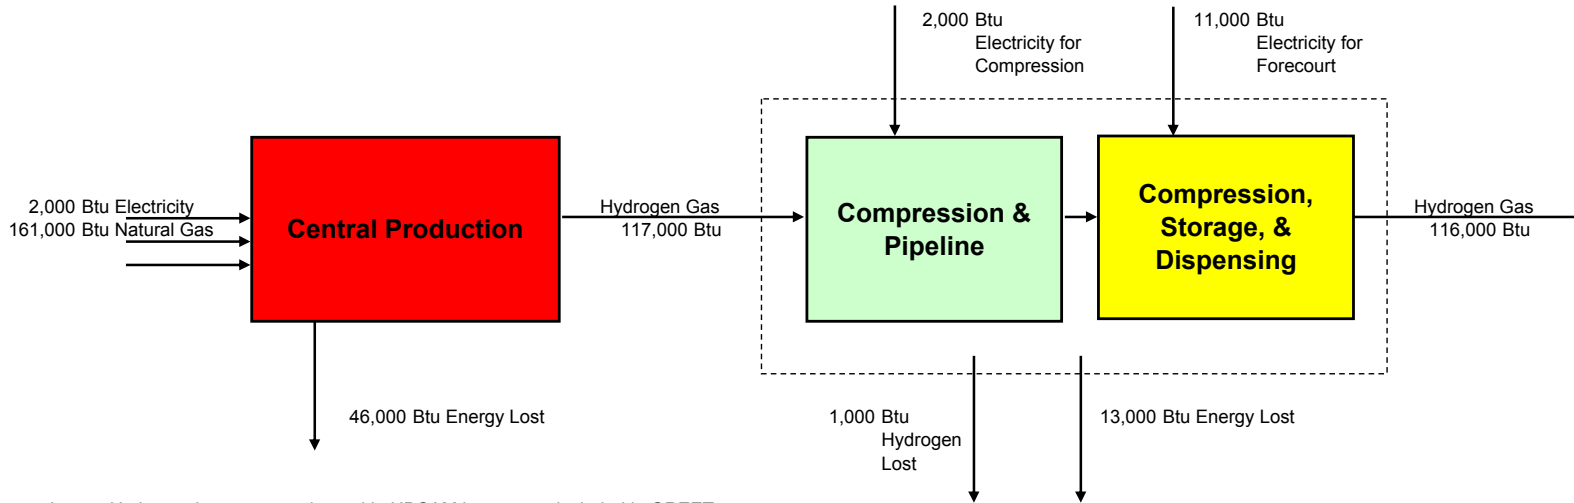 2,000 Btu
Electricity for
Compression
11,000 Btu
Electricity for
Forecourt
2,000 Btu Electricity
161,000 Btu Natural Gas
Central Production
Hydrogen Gas
117,000 Btu
Compression &
Pipeline
Compression,
Storage, &
Dispensing
Hydrogen Gas
116,000 Btu
46,000 Btu Energy Lost
1,000 Btu
Hydrogen
Lost
13,000 Btu Energy Lost